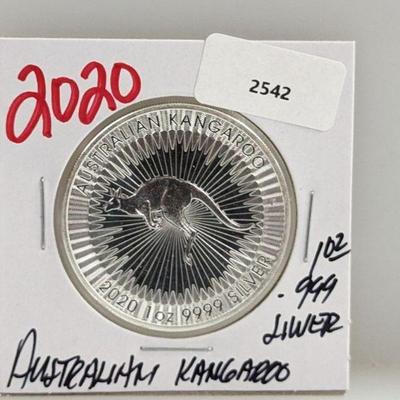 2020
2542
AUSTRALIAN KANGAROO
2020 1oz 9999 SILVER
1oz
.999
SILVER
AUSTRALIAN KANGAROO